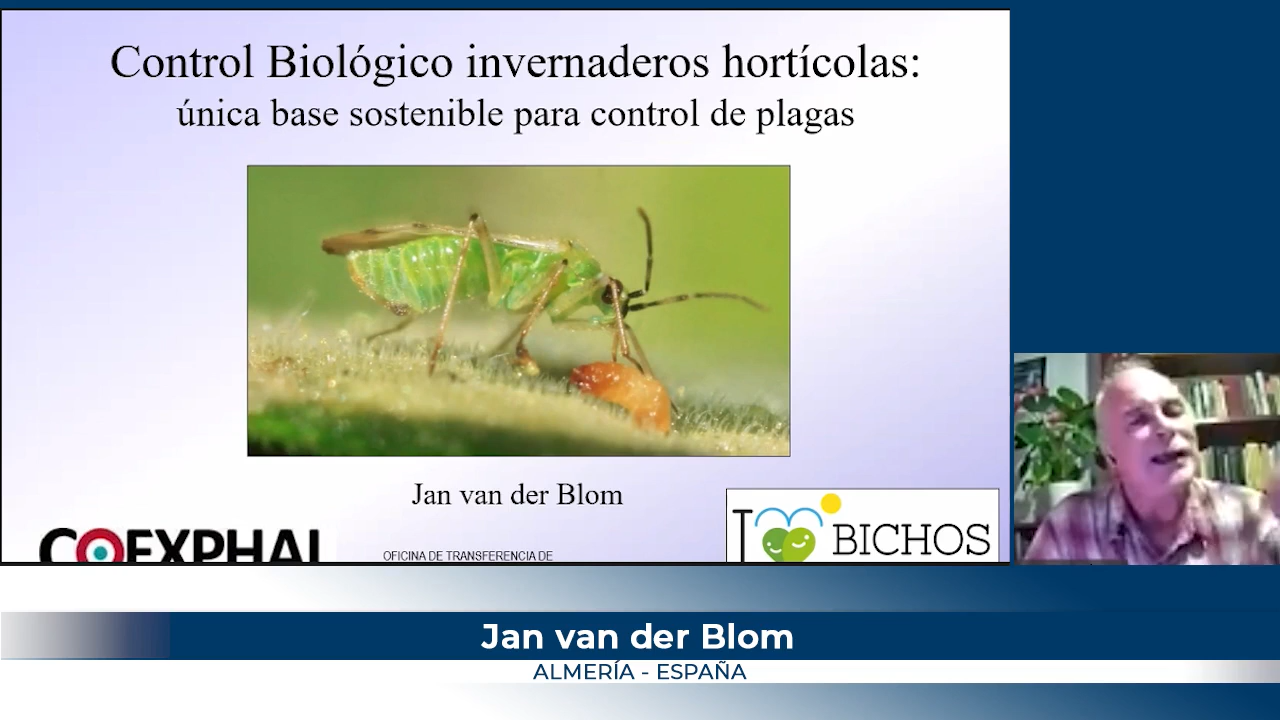 Control Biológico invernaderos hortícolas:
única base sostenible para control de plagas
Jan van der Blom
COEXPHAL
OFICINA DE TRANSFERENCIA DE
I BICHOS
Jan van der Blom
ALMERÍA - ESPAÑA